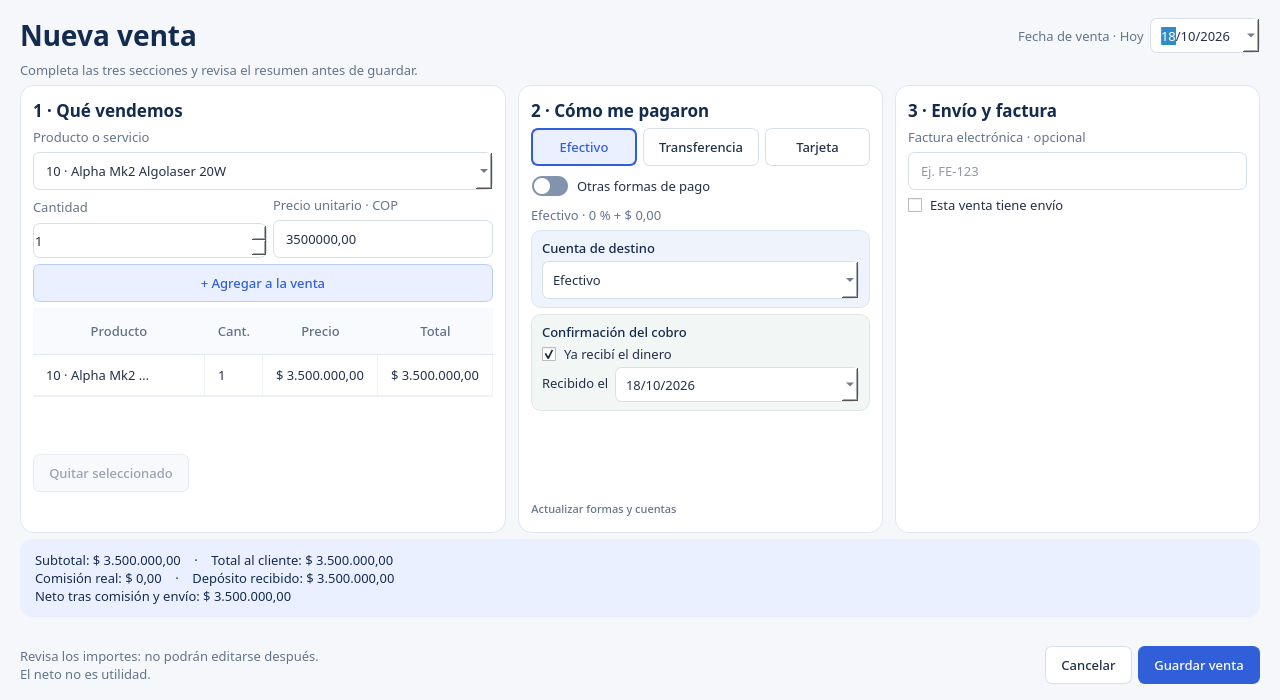 Nueva venta
Fecha de venta · Hoy
18/10/2026
Completa las tres secciones y revisa el resumen antes de guardar.
1 · Qué vendemos
Producto o servicio
10 · Alpha Mk2 Algolaser 20W
Cantidad
Precio unitario · COP
1
3500000,00
+ Agregar a la venta
Producto Cant. Precio Total
10 · Alpha Mk2 ... 1 $ 3.500.000,00 $ 3.500.000,00
Quitar seleccionado
2 · Cómo me pagaron
Efectivo Transferencia Tarjeta
Otras formas de pago
Efectivo · 0 % + $ 0,00
Cuenta de destino
Efectivo
Confirmación del cobro
Ya recibí el dinero
Recibido el 18/10/2026
Actualizar formas y cuentas
3 · Envío y factura
Factura electrónica · opcional
Ej. FE-123
Esta venta tiene envío
Subtotal: $ 3.500.000,00 · Total al cliente: $ 3.500.000,00
Comisión real: $ 0,00 · Depósito recibido: $ 3.500.000,00
Neto tras comisión y envío: $ 3.500.000,00
Revisa los importes: no podrán editarse después.
El neto no es utilidad.
Cancelar Guardar venta